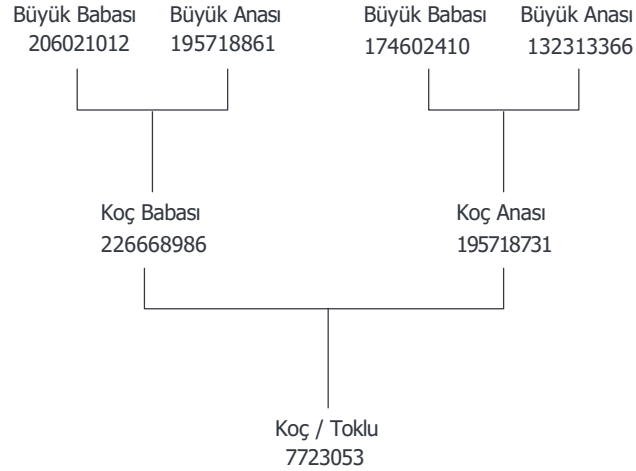 Büyük Babası Büyük Anası Büyük Babası Büyük Anası
206021012 195718861 174602410 132313366
Koç Babası Koç Anası
226668986 195718731
Koç / Toklu
7723053